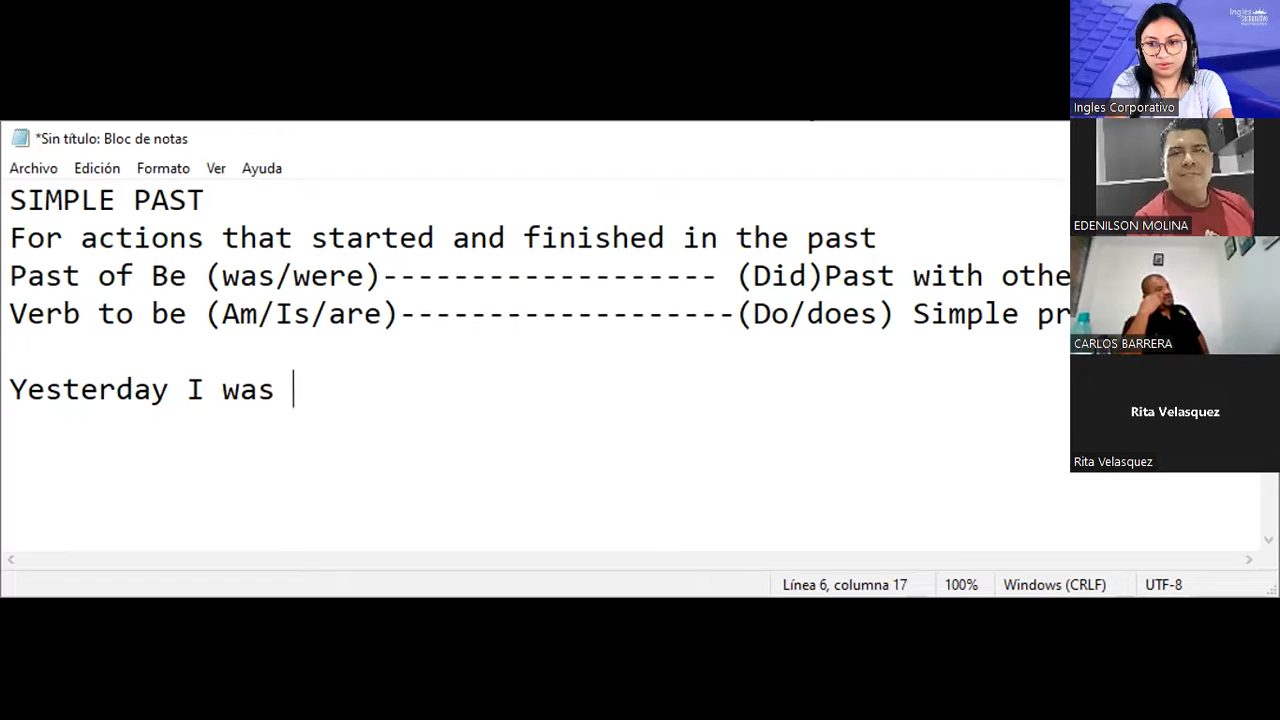 Ingles
Corporativo
Ingles Corporativo
*Sin título: Bloc de notas
Archivo Edición Formato Ver Ayuda
SIMPLE PAST
For actions that started and finished in the past
Past of Be (was/were)------------------- (Did)Past with othe
Verb to be (Am/Is/are)-------------------(Do/does) Simple pr
Yesterday I was
EDENILSON MOLINA
CARLOS BARRERA
Rita Velasquez
Rita Velasquez
Línea 6, columna 17 100% Windows (CRLF) UTF-8